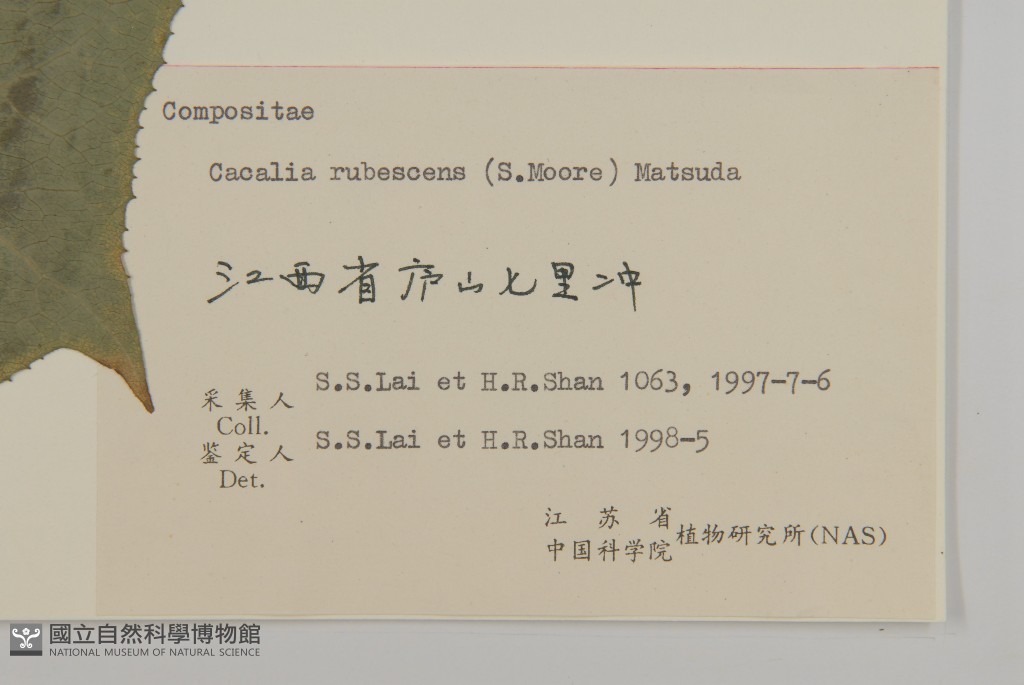 Compositae
Cacalia rubescens (S.Moore) Matsuda
江西省庐山七里冲
采集人 S.S.Lai et H.R.Shan 1063, 1997-7-6
Coll.
鉴定人 S.S.Lai et H.R.Shan 1998-5
Det.
江苏省
中国科学院植物研究所(NAS)
國立自然科學博物館
NATIONAL MUSEUM OF NATURAL SCIENCE